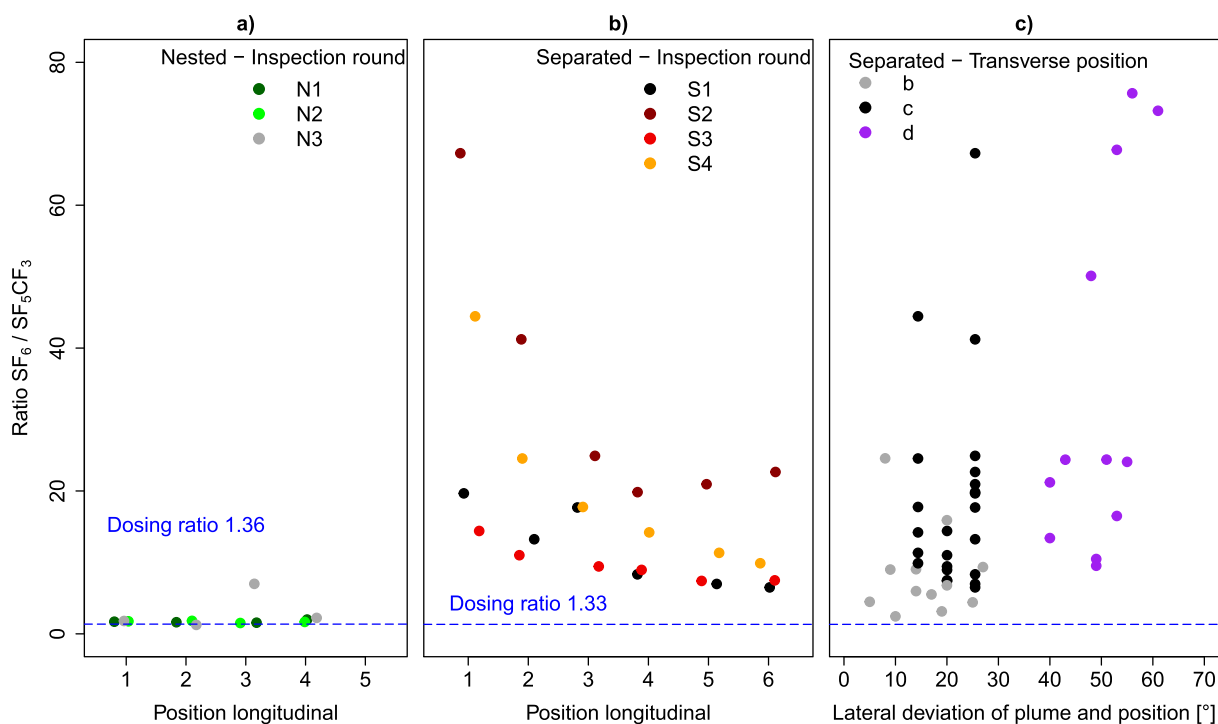 a)
b)
c)
Nested − Inspection round
N1
N2
N3
Separated − Inspection round
S1
S2
S3
S4
Separated − Transverse position
b
c
d
Ratio SF₆ / SF₅CF₃
0
20
40
60
80
Dosing ratio 1.36
Dosing ratio 1.33
1 2 3 4 5
1 2 3 4 5 6
0 10 20 30 40 50 60 70
Position longitudinal
Position longitudinal
Lateral deviation of plume and position [°]